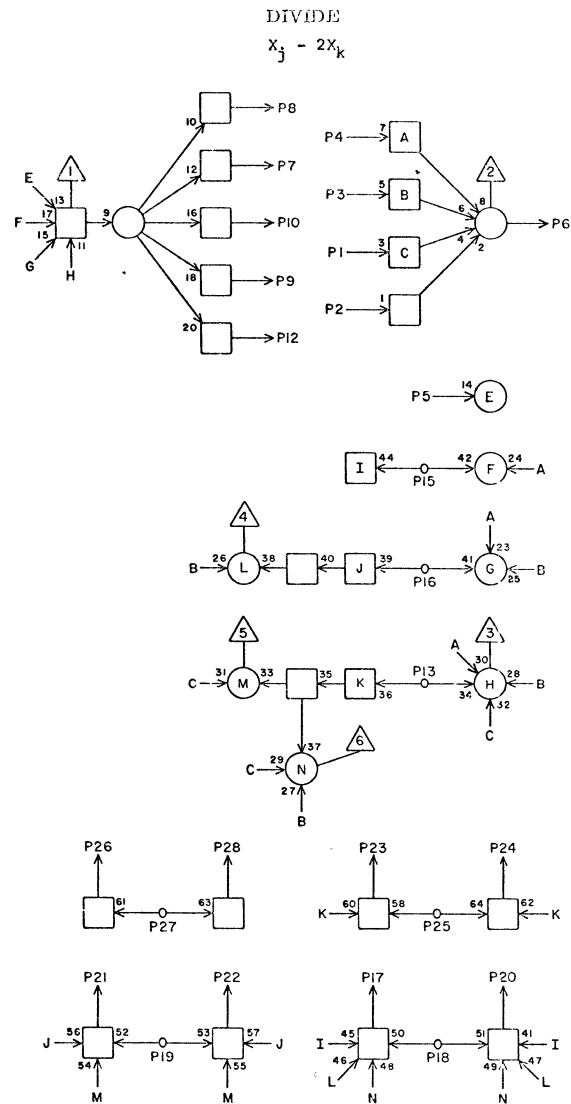 DIVIDE
Xj - 2Xk
10 P8
P4 7 A
1
2
E 13 12 P7
P3 5 B 6 8
F 17 9 16 P10 P6
15 11
G H 18 P9
P1 3 C 4 2
20 P12
P2 1
P5 14 E
I 44 P15 42 F 24 A
4 A
B 26 L 38 40 J 39 P16 41 G 23 25 B
5 A 3
C 31 M 33 35 K 36 P13 34 H 30 28 B
32
C
37 6
C 29 N
27
B
P26 P28 P23 P24
61 P27 63 K 60 58 P25 64 62 K
P21 P22 P17 P20
J 56 52 P19 53 57 J I 45 50 P18 51 41 I
54 55 46 48 49 47
M M L N N L